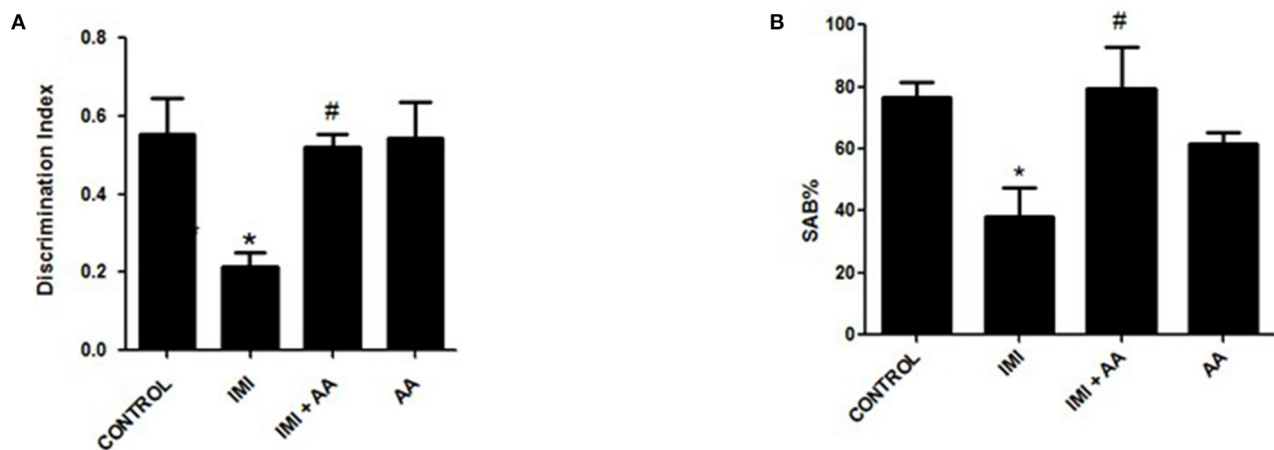 A
Discrimination Index
0.8
0.6
0.4
0.2
0.0
#
*
CONTROL
IMI
IMI + AA
AA
B
SAB%
100
80
60
40
20
0
#
*
CONTROL
IMI
IMI + AA
AA